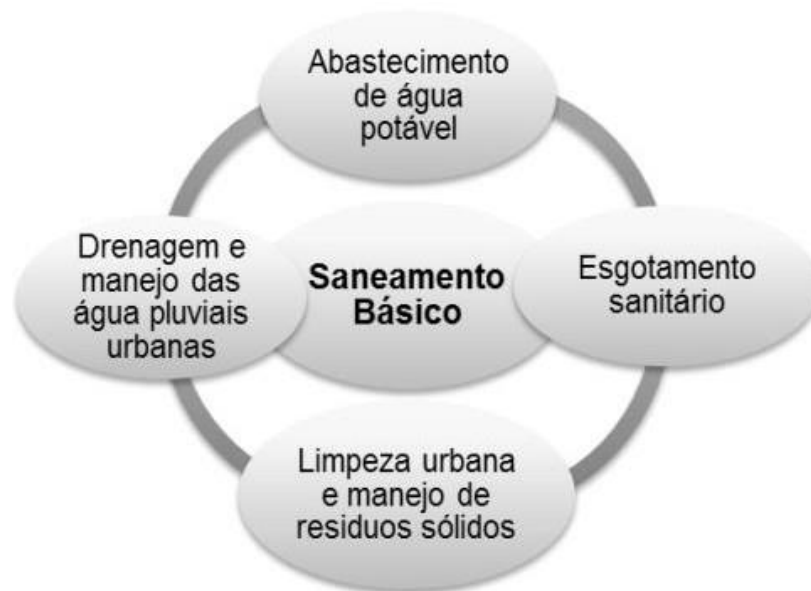 Abastecimento
de água
potável
Drenagem e
manejo das
água pluviais
urbanas
Saneamento
Básico
Esgotamento
sanitário
Limpeza urbana
e manejo de
residuos sólidos